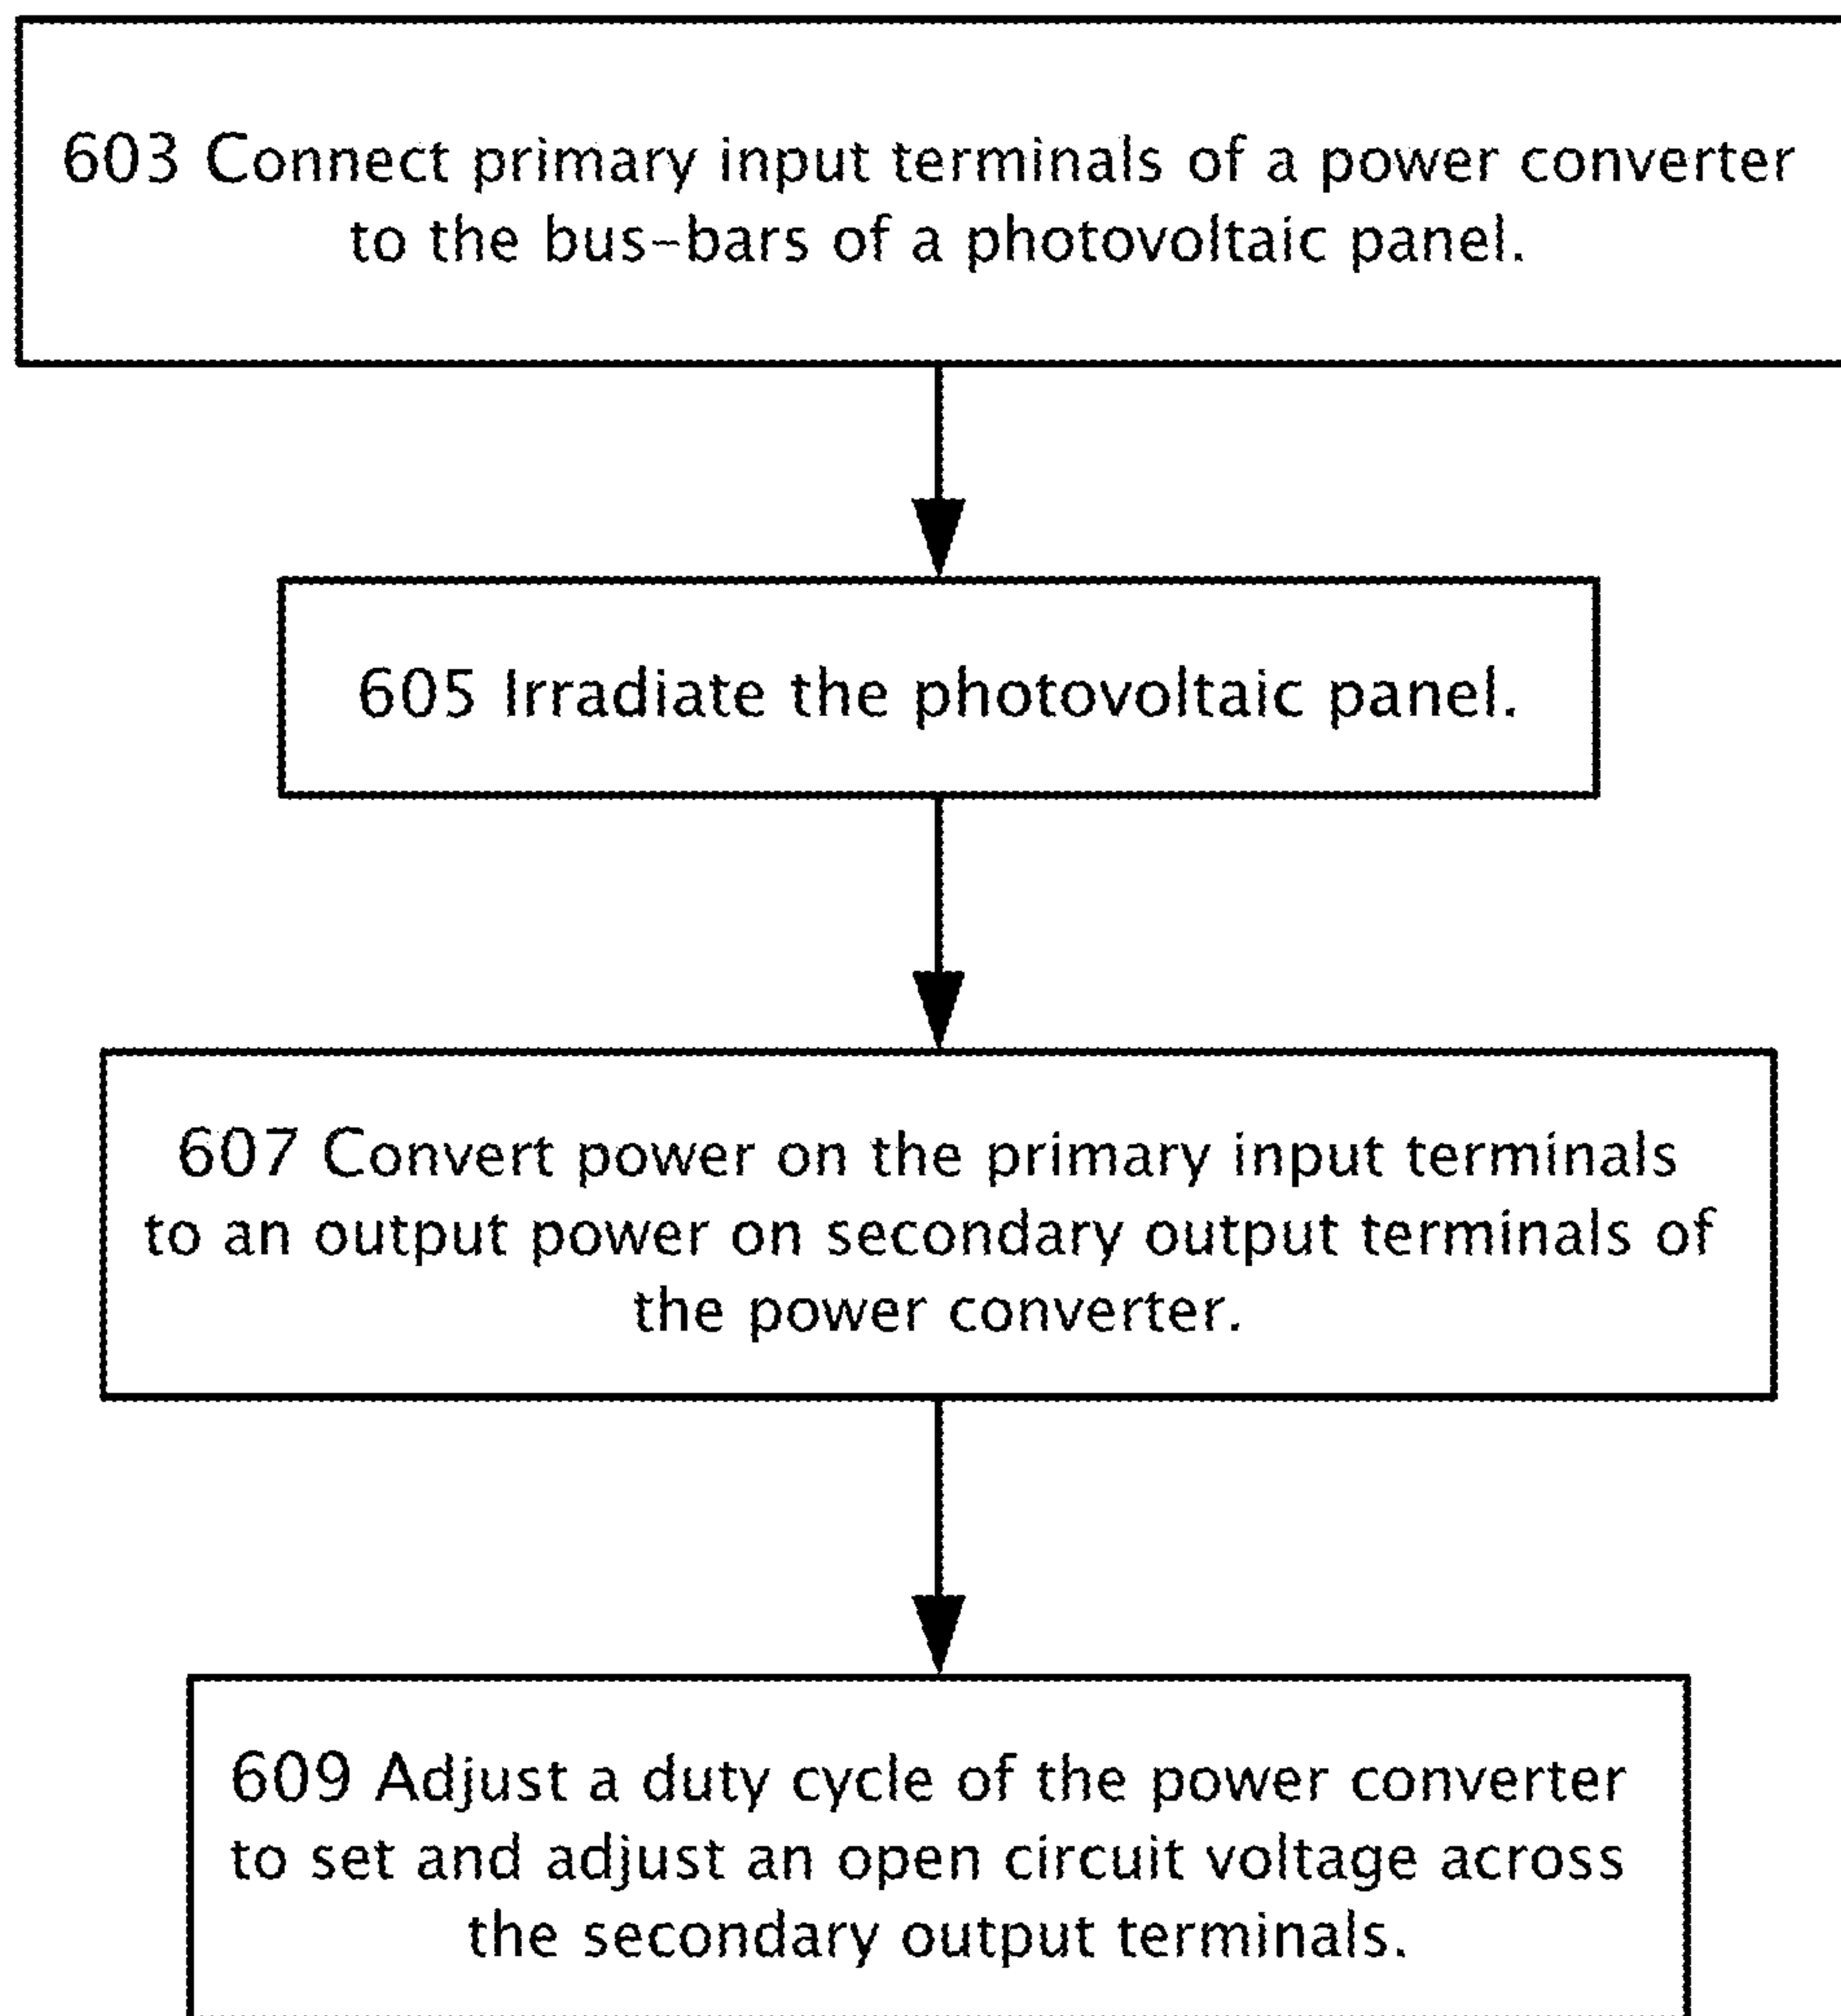 603 Connect primary input terminals of a power converter
to the bus-bars of a photovoltaic panel.
605 Irradiate the photovoltaic panel.
607 Convert power on the primary input terminals
to an output power on secondary output terminals of
the power converter.
609 Adjust a duty cycle of the power converter
to set and adjust an open circuit voltage across
the secondary output terminals.